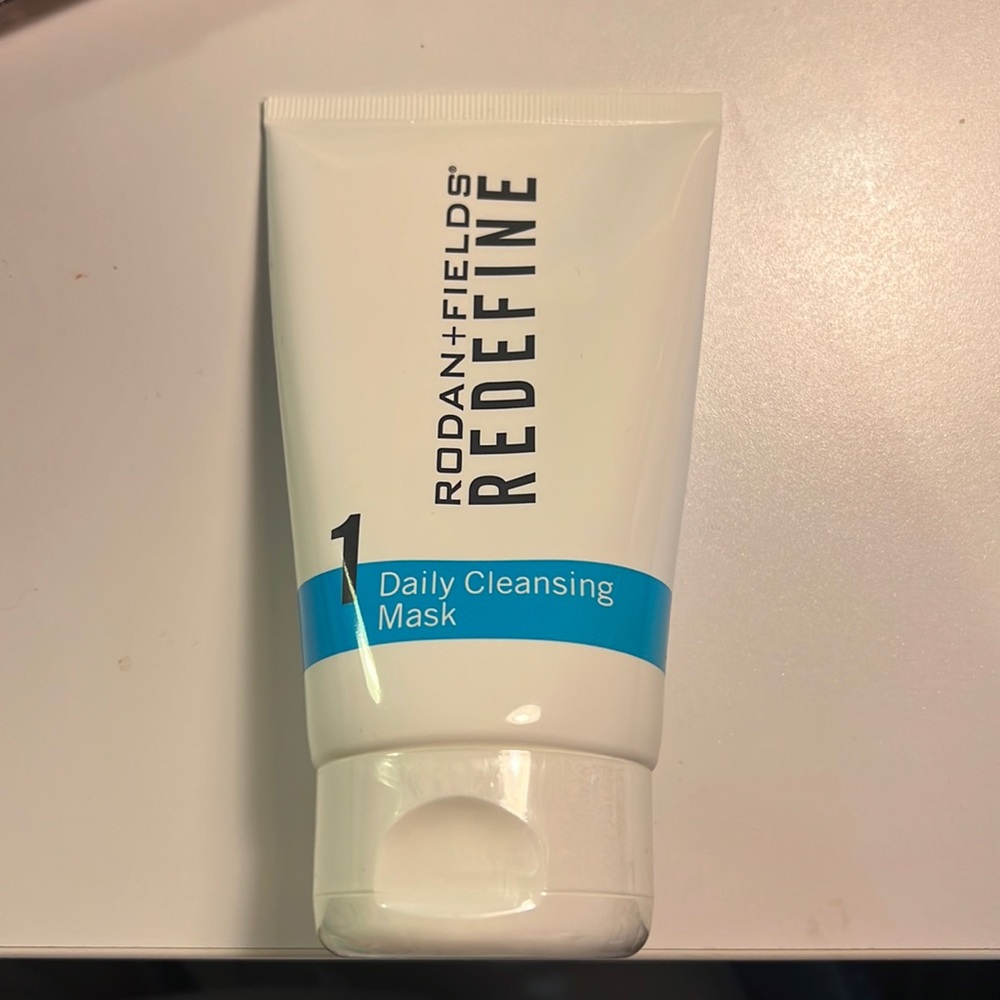 RODAN+FIELDS®
REDEFINE
1
Daily Cleansing
Mask